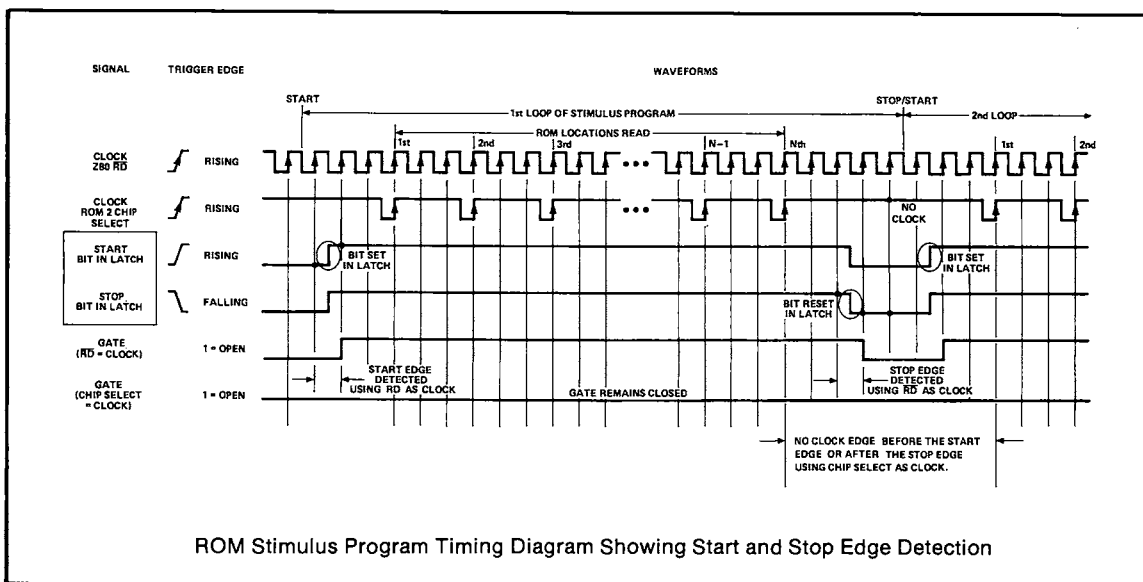 SIGNAL TRIGGER EDGE WAVEFORMS
START STOP/START
1st LOOP OF STIMULUS PROGRAM 2nd LOOP
ROM LOCATIONS READ
1st 2nd 3rd N–1 Nth 1st 2nd
CLOCK
Z80 RD
RISING
CLOCK
ROM 2 CHIP
SELECT
RISING
NO
CLOCK
START
BIT IN LATCH
RISING
BIT SET
IN LATCH
BIT SET
IN LATCH
STOP
BIT IN LATCH
FALLING
BIT RESET
IN LATCH
GATE
(RD = CLOCK)
1 = OPEN
START EDGE
DETECTED
USING RD AS CLOCK
STOP EDGE
DETECTED
USING RD AS CLOCK
GATE
(CHIP SELECT
= CLOCK)
1 = OPEN
GATE REMAINS CLOSED
NO CLOCK EDGE BEFORE THE START
EDGE OR AFTER THE STOP EDGE
USING CHIP SELECT AS CLOCK.
ROM Stimulus Program Timing Diagram Showing Start and Stop Edge Detection